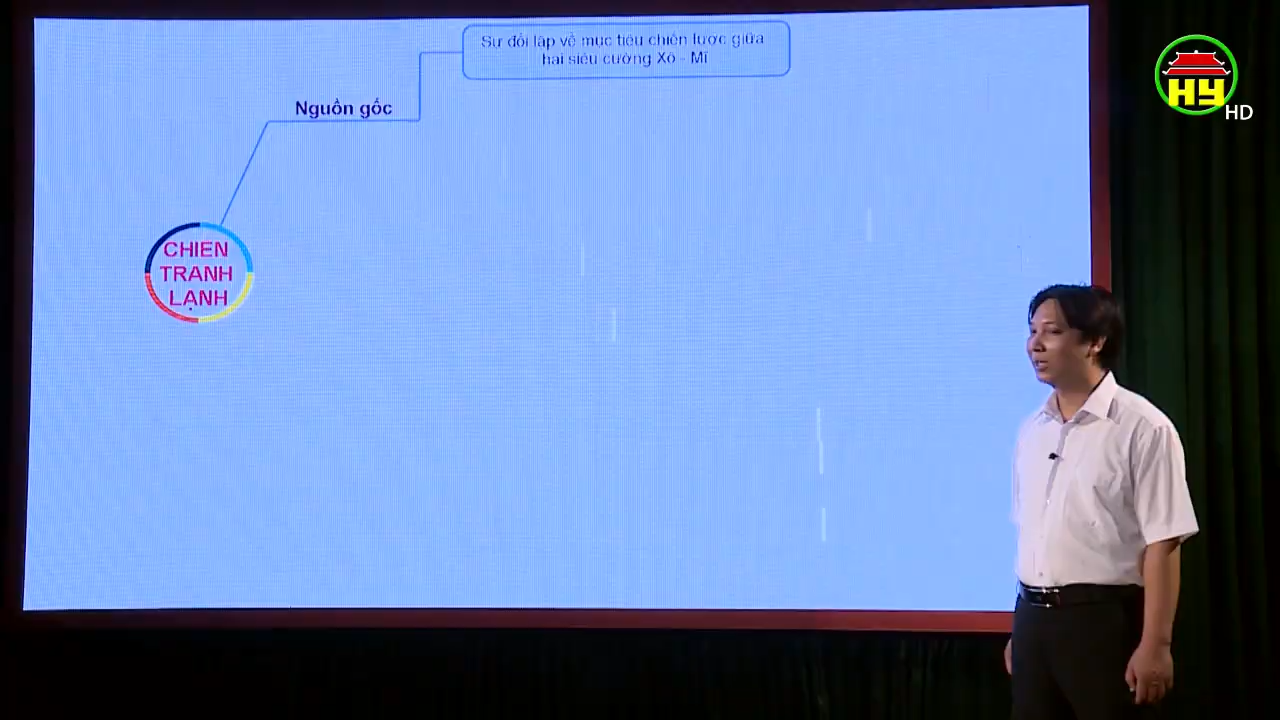 Sự đối lập về mục tiêu chiến lược giữa
hai siêu cường Xô - Mĩ
Nguồn gốc
CHIẾN
TRANH
LẠNH
HY
HD